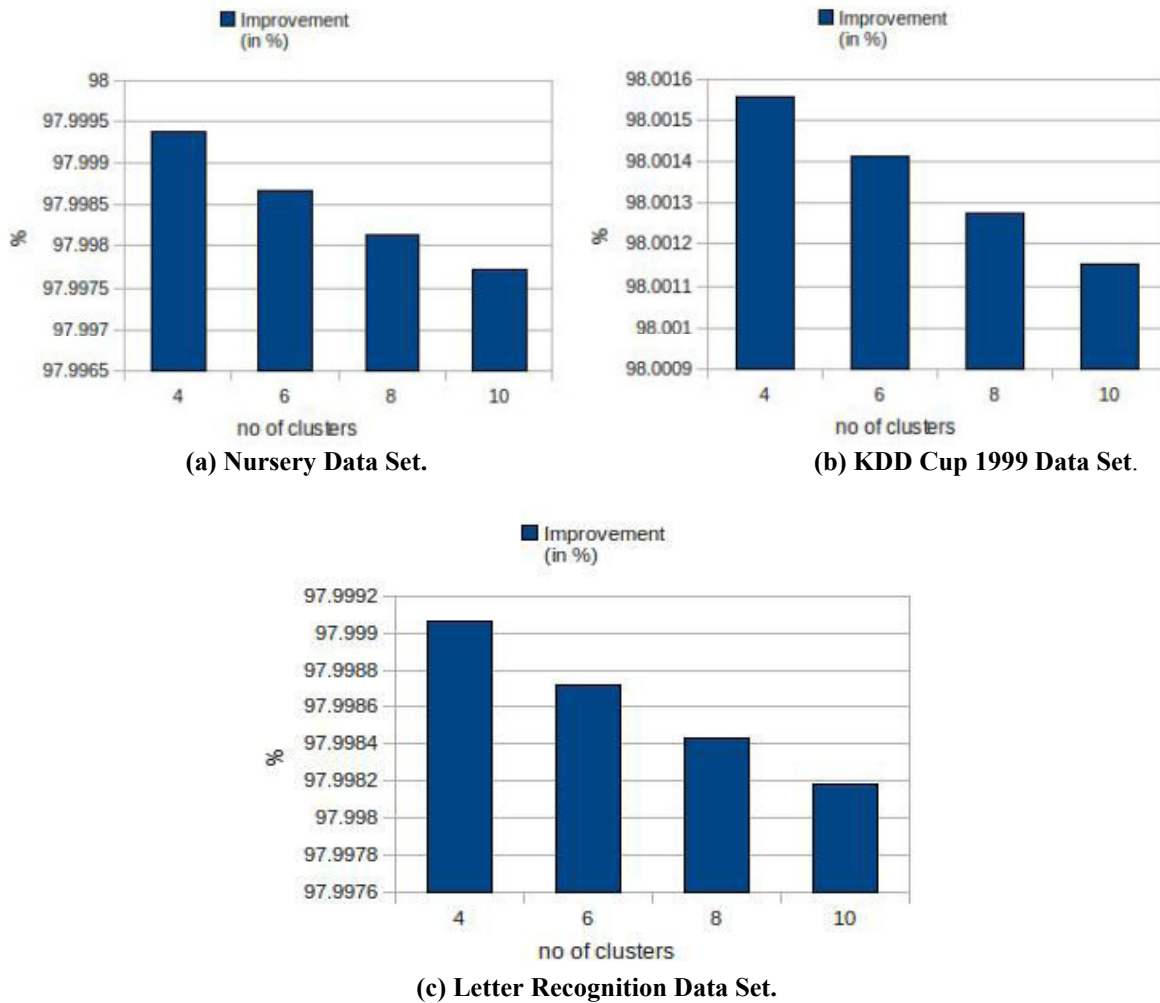 Improvement
(in %)
98
97.9995
97.999
97.9985
97.998
97.9975
97.997
97.9965
%
4 6 8 10
no of clusters
(a) Nursery Data Set.
Improvement
(in %)
98.0016
98.0015
98.0014
98.0013
98.0012
98.0011
98.001
98.0009
%
4 6 8 10
no of clusters
(b) KDD Cup 1999 Data Set.
Improvement
(in %)
97.9992
97.999
97.9988
97.9986
97.9984
97.9982
97.998
97.9978
97.9976
%
4 6 8 10
no of clusters
(c) Letter Recognition Data Set.